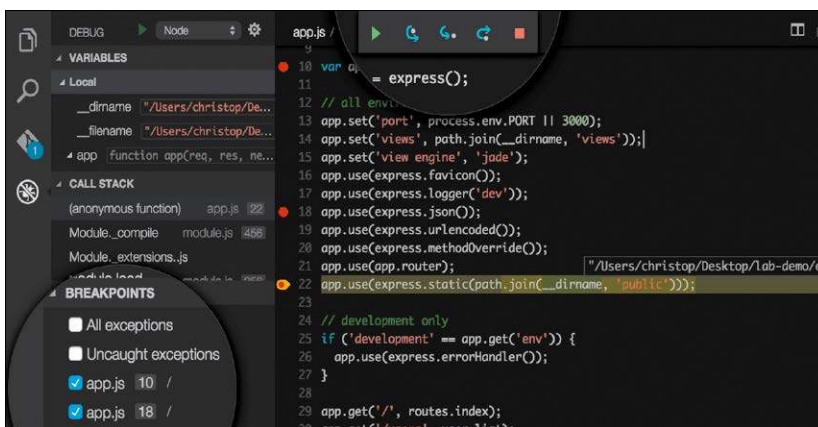 DEBUG Node
VARIABLES
Local
__dirname "/Users/christop/De...
__filename "/Users/christop/De...
app function app(req, res, ne...
CALL STACK
(anonymous function) app.js 22
Module._compile module.js 456
Module._extensions..js
BREAKPOINTS
All exceptions
Uncaught exceptions
app.js 10 /
app.js 18 /
1
app.js /
9
10 var
= express();
11
12 // all
13 app.set('port', process.env.PORT || 3000);
14 app.set('views', path.join(__dirname, 'views'));
15 app.set('view engine', 'jade');
16 app.use(express.favicon());
17 app.use(express.logger('dev'));
18 app.use(express.json());
19 app.use(express.urlencoded());
20 app.use(express.methodOverride());
21 app.use(app.router);
"/Users/christop/Desktop/lab-demo/
22 app.use(express.static(path.join(__dirname, 'public')));
23
24 // development only
25 if ('development' == app.get('env')) {
26 app.use(express.errorHandler());
27 }
28
29 app.get('/', routes.index);